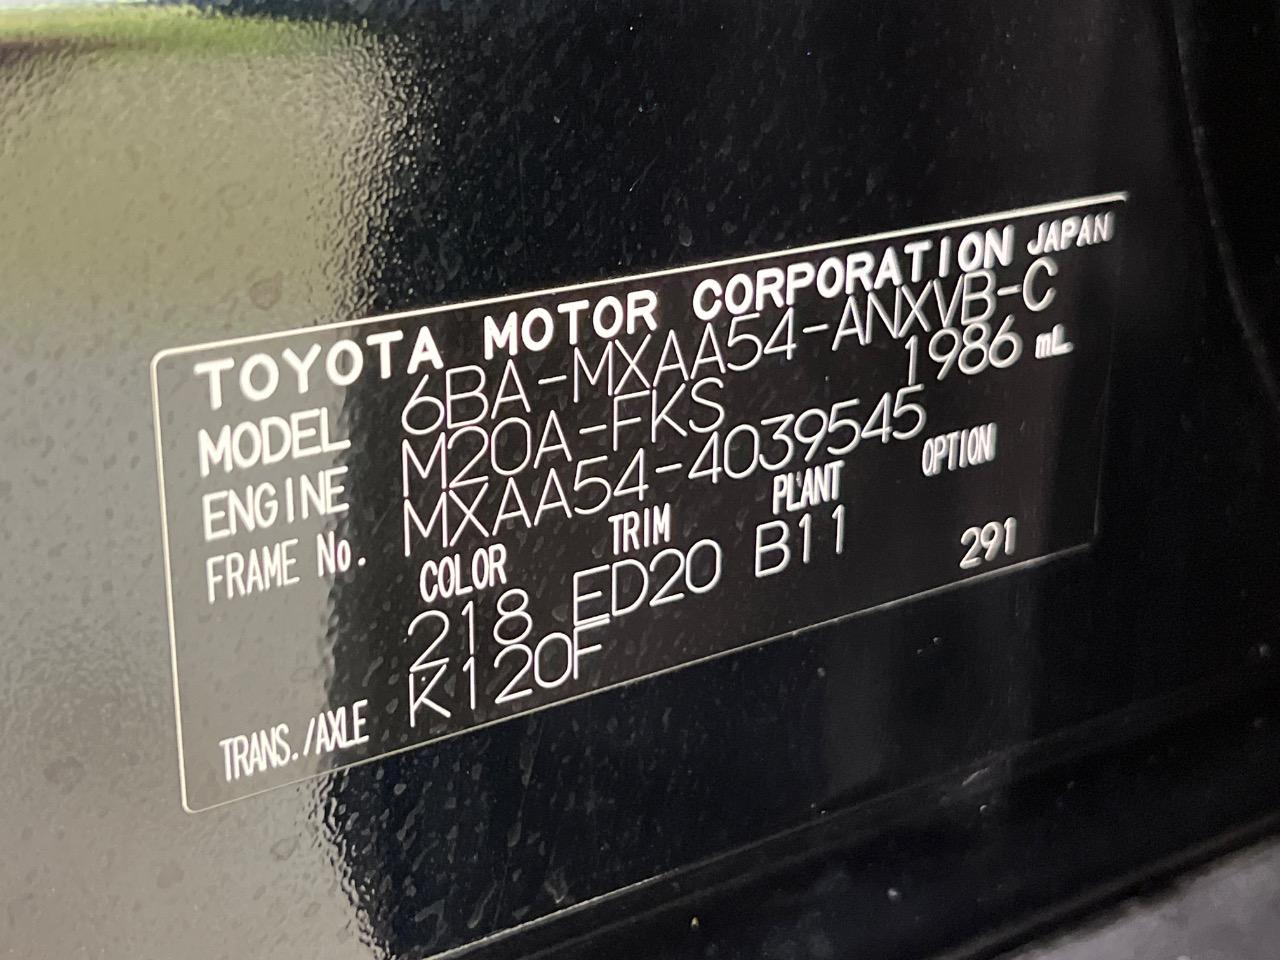 TOYOTA MOTOR CORPORATION JAPAN
MODEL 6BA-MXAA54-ANXVB-C
ENGINE M20A-FKS 1986 mL
FRAME No. MXAA54-4039545
COLOR TRIM PLANT OPTION
218 ED20 B11 291
TRANS./AXLE K120F